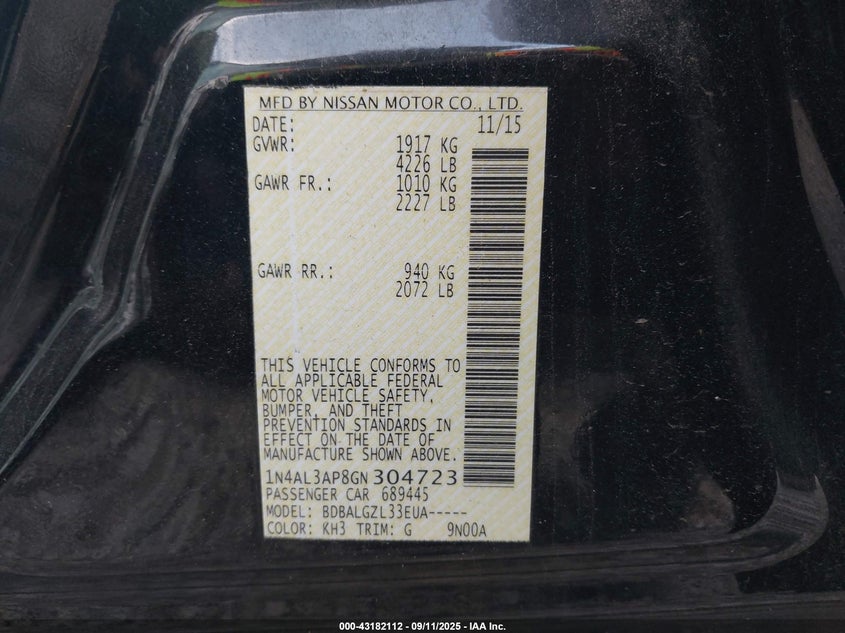 MFD BY NISSAN MOTOR CO., LTD.
DATE: 11/15
GVWR: 1917 KG
4226 LB
GAWR FR.: 1010 KG
2227 LB
GAWR RR.: 940 KG
2072 LB
THIS VEHICLE CONFORMS TO
ALL APPLICABLE FEDERAL
MOTOR VEHICLE SAFETY,
BUMPER, AND THEFT
PREVENTION STANDARDS IN
EFFECT ON THE DATE OF
MANUFACTURE SHOWN ABOVE.
1N4AL3AP8GN304723
PASSENGER CAR 689445
MODEL: BDBALGZL33EUA-----
COLOR: KH3 TRIM: G 9N00A
000-43182112 - 09/11/2025 - IAA Inc.